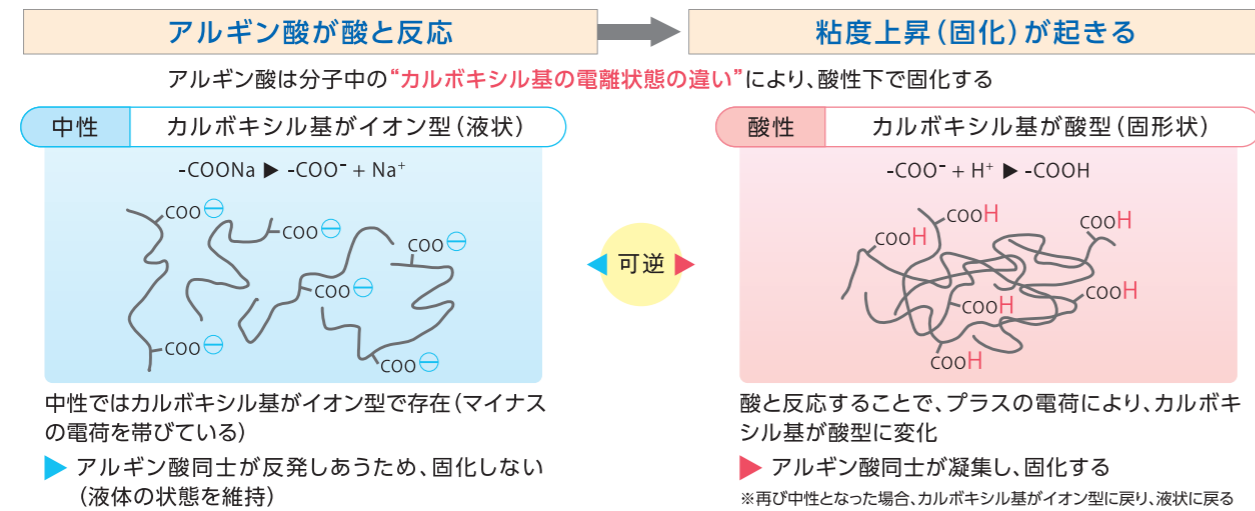 アルギン酸が酸と反応
粘度上昇（固化）が起きる
アルギン酸は分子中の“カルボキシル基の電離状態の違い”により、酸性下で固化する
中性
カルボキシル基がイオン型（液状）
-COONa ▶ -COO⁻ + Na⁺
COO⊖
COO⊖
COO⊖
COO⊖
COO⊖
COO⊖
中性ではカルボキシル基がイオン型で存在（マイナス
の電荷を帯びている）
▶ アルギン酸同士が反発しあうため、固化しない
（液体の状態を維持）
可逆
酸性
カルボキシル基が酸型（固形状）
-COO⁻ + H⁺ ▶ -COOH
COOH
COOH
COOH
COOH
COOH
COOH
酸と反応することで、プラスの電荷により、カルボキ
シル基が酸型に変化
▶ アルギン酸同士が凝集し、固化する
※再び中性となった場合、カルボキシル基がイオン型に戻り、液状に戻る